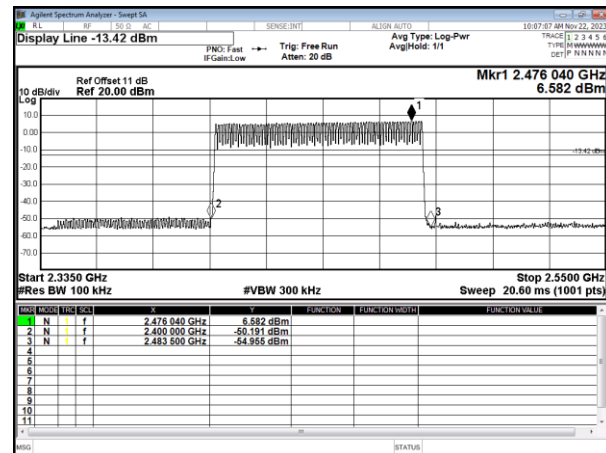 Agilent Spectrum Analyzer - Swept SA
RL RF 50 Ω AC SENSE:INT ALIGN AUTO 10:07:07 AM Nov 22, 2023
Display Line -13.42 dBm
PNO: Fast Trig: Free Run Avg Type: Log-Pwr TRACE 1 2 3 4 5 6
IFGain:Low Atten: 20 dB Avg|Hold: 1/1 TYPE MWWWWW
DET P N N N N N
Ref Offset 11 dB Mkr1 2.476 040 GHz
10 dB/div Ref 20.00 dBm 6.582 dBm
Log
1
10.0
0.00
-10.0
-13.42 dBm
-20.0
-30.0
-40.0
2 3
-50.0
-60.0
-70.0
Start 2.3350 GHz Stop 2.5500 GHz
#Res BW 100 kHz #VBW 300 kHz Sweep 20.60 ms (1001 pts)
MKR MODE TRC SCL X Y FUNCTION FUNCTION WIDTH FUNCTION VALUE
1 N 1 f 2.476 040 GHz 6.582 dBm
2 N 1 f 2.400 000 GHz -50.191 dBm
3 N 1 f 2.483 500 GHz -54.955 dBm
4
5
6
7
8
9
10
11
MSG STATUS